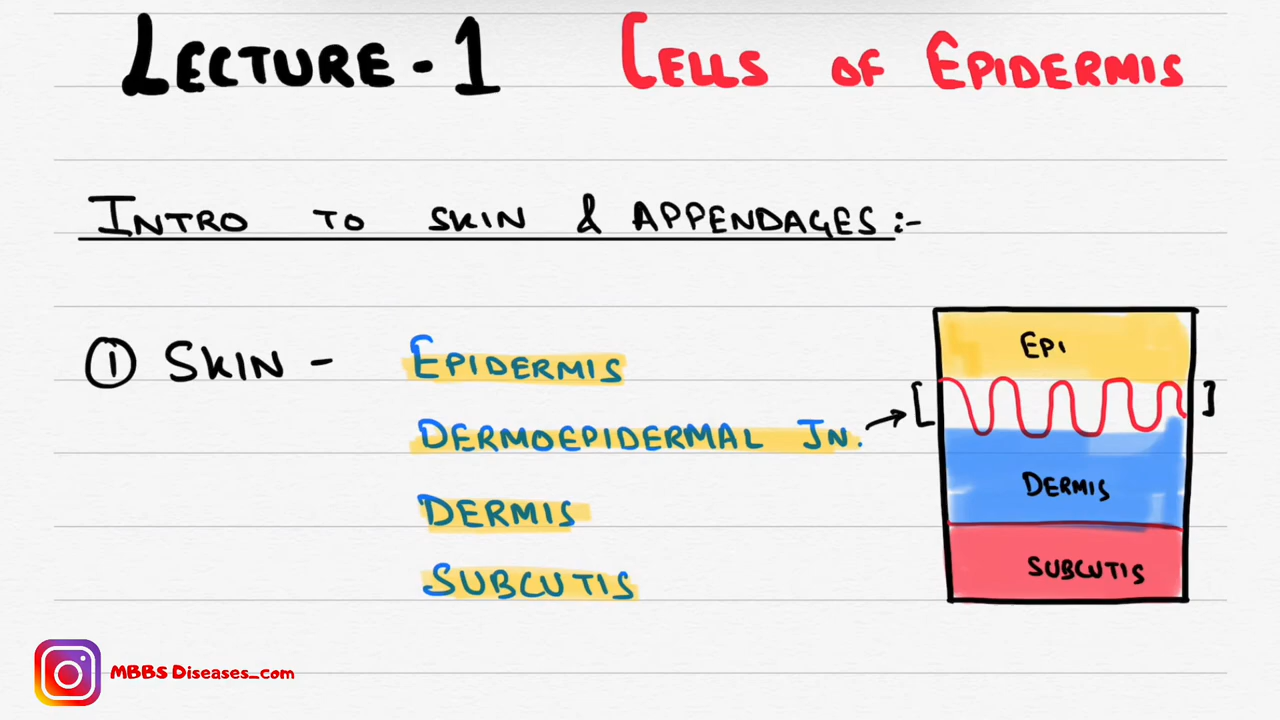 LECTURE - 1 CELLS OF EPIDERMIS
INTRO TO SKIN & APPENDAGES :-
① SKIN - EPIDERMIS
DERMOEPIDERMAL JN. → [ ]
DERMIS
SUBCUTIS
EPI
DERMIS
SUBCUTIS
MBBS Diseases_com